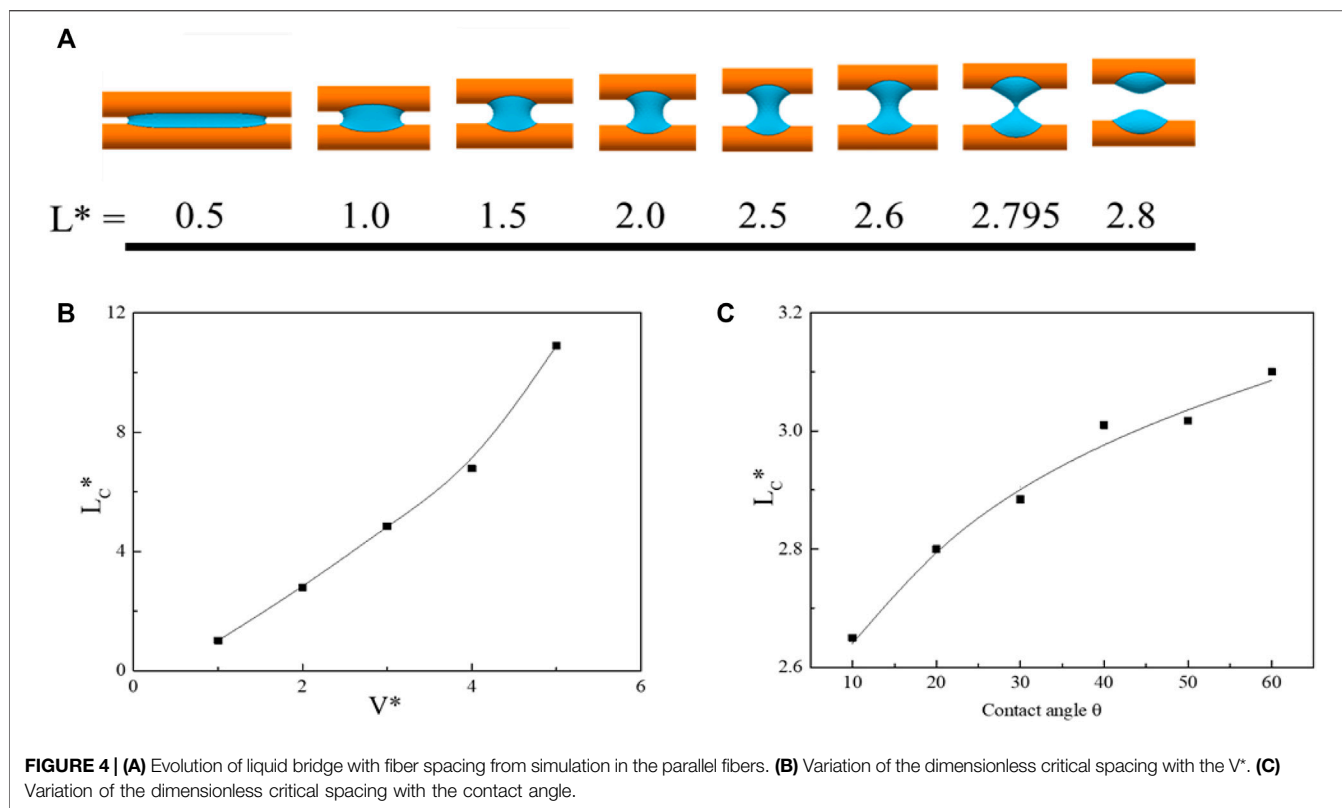 A
L* = 0.5 1.0 1.5 2.0 2.5 2.6 2.795 2.8
B
12
8
4
0
0 2 4 6
L_C*
V*
C
3.2
3.0
2.8
2.6
10 20 30 40 50 60
L_C*
Contact angle θ
FIGURE 4 | (A) Evolution of liquid bridge with fiber spacing from simulation in the parallel fibers. (B) Variation of the dimensionless critical spacing with the V*. (C)
Variation of the dimensionless critical spacing with the contact angle.